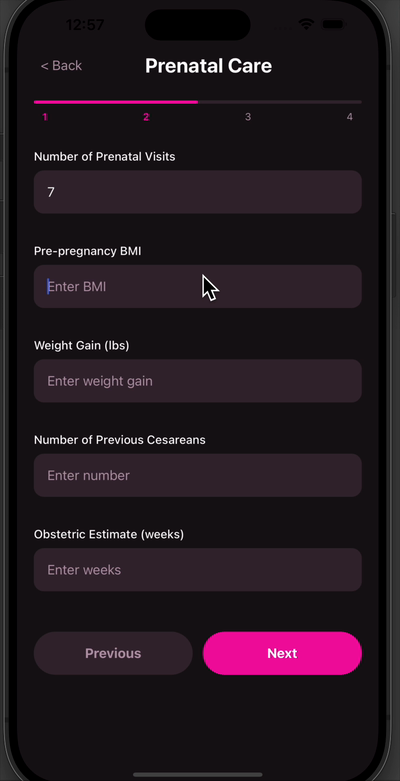 12:57
< Back
Prenatal Care
1 2 3 4
Number of Prenatal Visits
7
Pre-pregnancy BMI
Enter BMI
Weight Gain (lbs)
Enter weight gain
Number of Previous Cesareans
Enter number
Obstetric Estimate (weeks)
Enter weeks
Previous Next